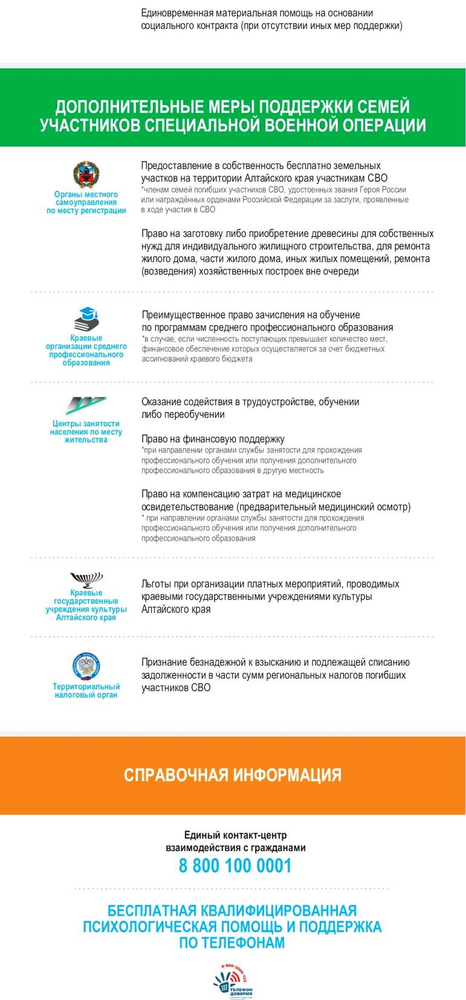 Единовременная материальная помощь на основании
социального контракта (при отсутствии иных мер поддержки)
ДОПОЛНИТЕЛЬНЫЕ МЕРЫ ПОДДЕРЖКИ СЕМЕЙ
УЧАСТНИКОВ СПЕЦИАЛЬНОЙ ВОЕННОЙ ОПЕРАЦИИ
Органы местного
самоуправления
по месту регистрации
Предоставление в собственность бесплатно земельных
участков на территории Алтайского края участникам СВО
*членам семей погибших участников СВО, удостоенных звания Героя России
или награждённых орденами Российской Федерации за заслуги, проявленные
в ходе участия в СВО
Право на заготовку либо приобретение древесины для собственных
нужд для индивидуального жилищного строительства, для ремонта
жилого дома, части жилого дома, иных жилых помещений, ремонта
(возведения) хозяйственных построек вне очереди
Краевые
организации среднего
профессионального
образования
Преимущественное право зачисления на обучение
по программам среднего профессионального образования
*в случае, если численность поступающих превышает количество мест,
финансовое обеспечение которых осуществляется за счет бюджетных
ассигнований краевого бюджета
Центры занятости
населения по месту
жительства
Оказание содействия в трудоустройстве, обучении
либо переобучении
Право на финансовую поддержку
*при направлении органами службы занятости для прохождения
профессионального обучения или получения дополнительного
профессионального образования в другую местность
Право на компенсацию затрат на медицинское
освидетельствование (предварительный медицинский осмотр)
* при направлении органами службы занятости для прохождения
профессионального обучения или получения дополнительного
профессионального образования
Краевые
государственные
учреждения культуры
Алтайского края
Льготы при организации платных мероприятий, проводимых
краевыми государственными учреждениями культуры
Алтайского края
Территориальный
налоговый орган
Признание безнадежной к взысканию и подлежащей списанию
задолженности в части сумм региональных налогов погибших
участников СВО
СПРАВОЧНАЯ ИНФОРМАЦИЯ
Единый контакт-центр
взаимодействия с гражданами
8 800 100 0001
БЕСПЛАТНАЯ КВАЛИФИЦИРОВАННАЯ
ПСИХОЛОГИЧЕСКАЯ ПОМОЩЬ И ПОДДЕРЖКА
ПО ТЕЛЕФОНАМ
8-800-2000-122
ТЕЛЕФОН
ДОВЕРИЯ